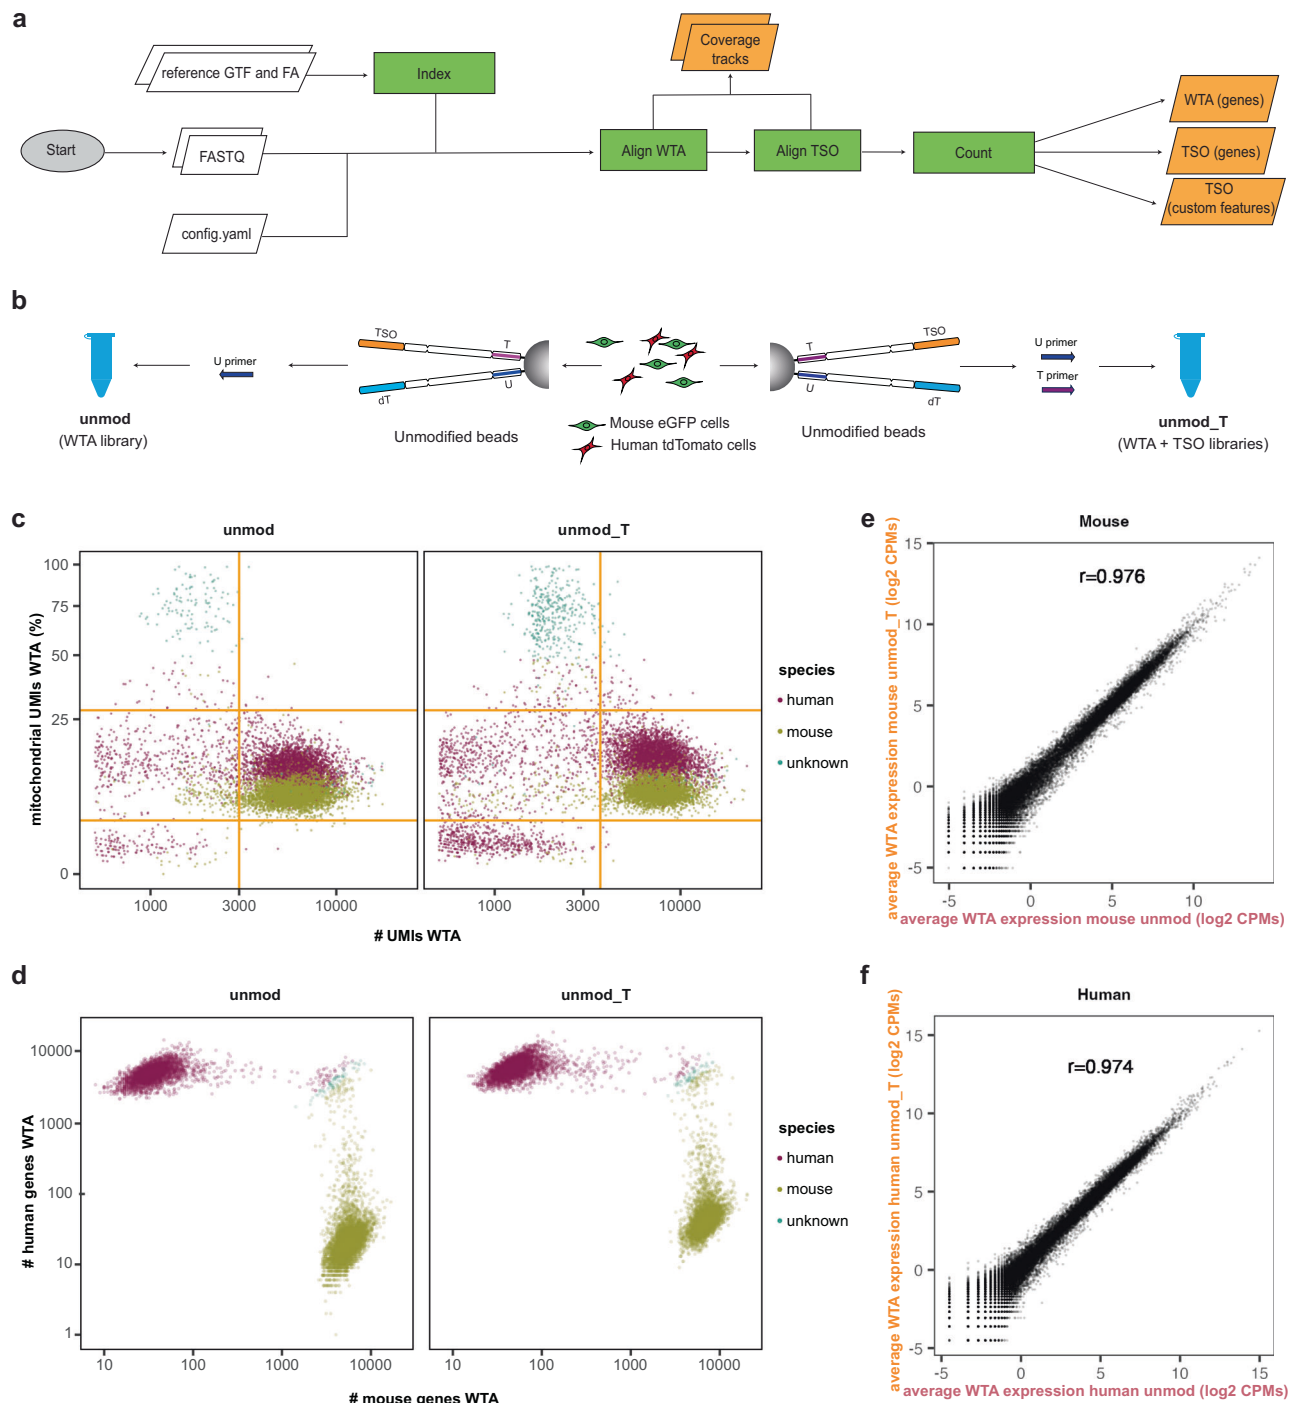 a
reference GTF and FA
Index
Coverage
tracks
Start
FASTQ
config.yaml
Align WTA
Align TSO
Count
WTA (genes)
TSO (genes)
TSO
(custom features)
b
unmod
(WTA library)
U primer
TSO
T
U
dT
Unmodified beads
Mouse eGFP cells
Human tdTomato cells
T
TSO
U
dT
Unmodified beads
U primer
T primer
unmod_T
(WTA + TSO libraries)
c
unmod
unmod_T
mitochondrial UMIs WTA (%)
100
75
50
25
0
1000
3000
10000
1000
3000
10000
# UMIs WTA
species
human
mouse
unknown
e
Mouse
r=0.976
average WTA expression mouse unmod_T (log2 CPMs)
15
10
5
0
-5
-5
0
5
10
average WTA expression mouse unmod (log2 CPMs)
d
unmod
unmod_T
# human genes WTA
10000
1000
100
10
1
10
100
1000
10000
10
100
1000
10000
# mouse genes WTA
species
human
mouse
unknown
f
Human
r=0.974
average WTA expression human unmod_T (log2 CPMs)
15
10
5
0
-5
-5
0
5
10
15
average WTA expression human unmod (log2 CPMs)